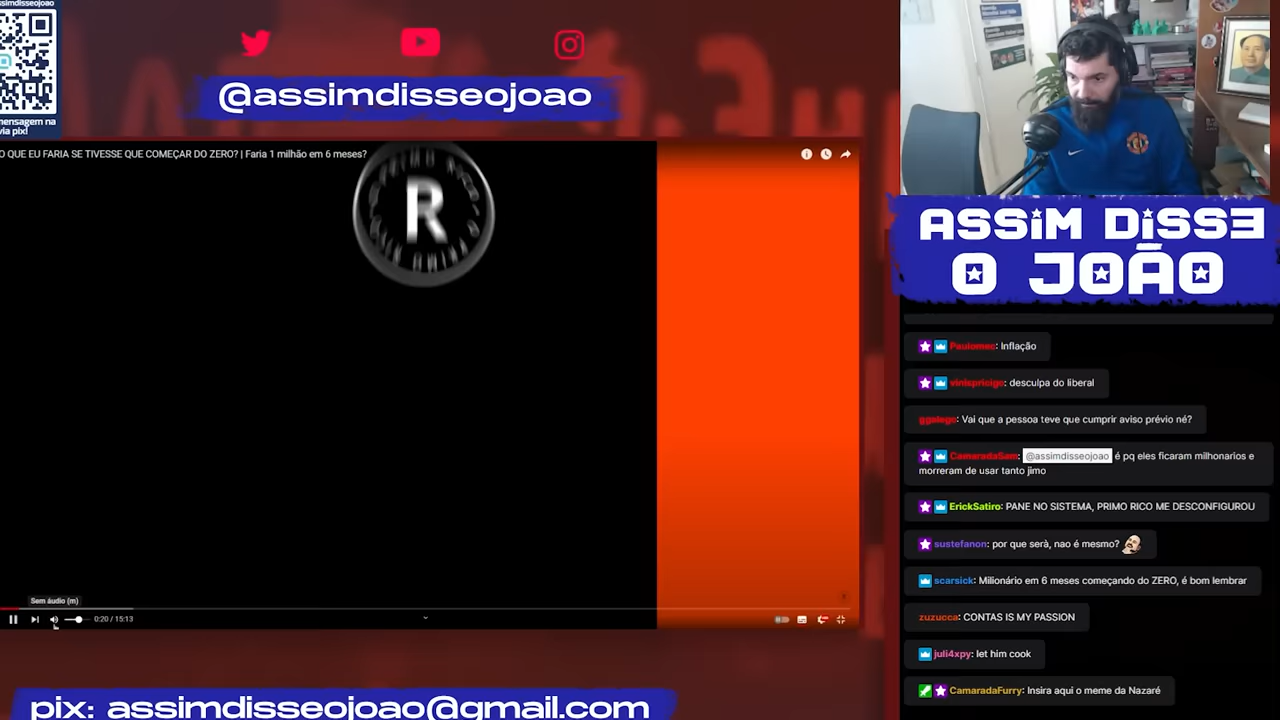 assimdisseojoao
mensagem na
via pix!
@assimdisseojoao
O QUE EU FARIA SE TIVESSE QUE COMEÇAR DO ZERO? | Faria 1 milhão em 6 meses?
R
Sem áudio (m)
0:20 / 15:13
pix: assimdisseojoao@gmail.com
ASSIM DISSE
O JOÃO
Paulomec: Inflação
vinispricigo: desculpa do liberal
ggalego: Vai que a pessoa teve que cumprir aviso prévio né?
CamaradaSam: @assimdisseojoao é pq eles ficaram milhonarios e
morreram de usar tanto jimo
ErickSatiro: PANE NO SISTEMA, PRIMO RICO ME DESCONFIGUROU
sustefanon: por que serà, nao é mesmo?
scarsick: Milionário em 6 meses começando do ZERO, é bom lembrar
zuzucca: CONTAS IS MY PASSION
juli4xpy: let him cook
CamaradaFurry: Insira aqui o meme da Nazaré